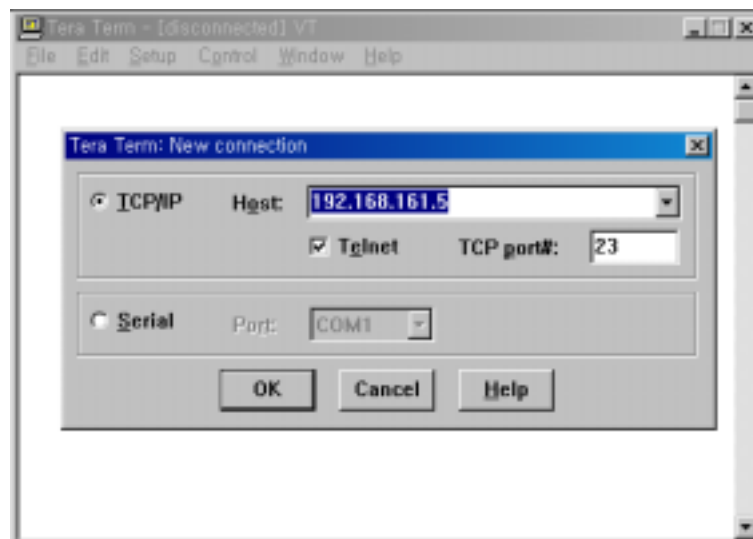 Tera Term - [disconnected] VT
File Edit Setup Control Window Help
Tera Term: New connection
TCP/IP Host: 192.168.161.5
Telnet TCP port#: 23
Serial Port: COM1
OK Cancel Help